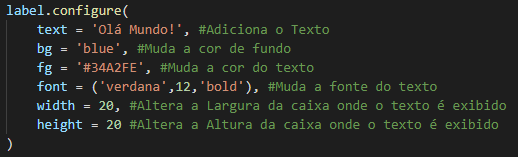 label.configure(
text = 'Olá Mundo!', #Adiciona o Texto
bg = 'blue', #Muda a cor de fundo
fg = '#34A2FE', #Muda a cor do texto
font = ('verdana',12,'bold'), #Muda a fonte do texto
width = 20, #Altera a Largura da caixa onde o texto é exibido
height = 20 #Altera a Altura da caixa onde o texto é exibido
)